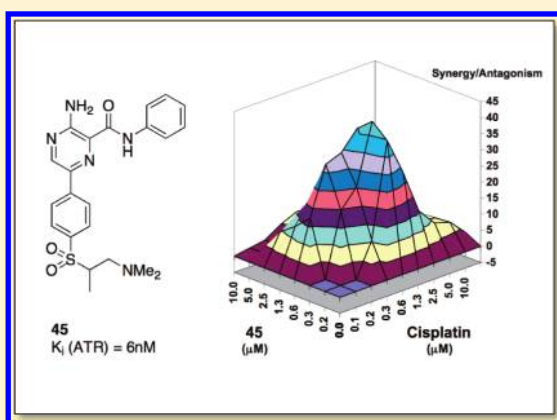 Synergy/Antagonism
45
40
35
30
25
20
15
10
5
0
-5
NH₂
O
N
N
H
N
O
S
O
NMe₂
45
Kᵢ (ATR) = 6nM
10.0
5.0
2.5
1.3
0.6
0.3
0.2
0.0
0.1
0.2
0.3
0.6
1.3
2.5
5.0
10.0
45
(μM)
Cisplatin
(μM)